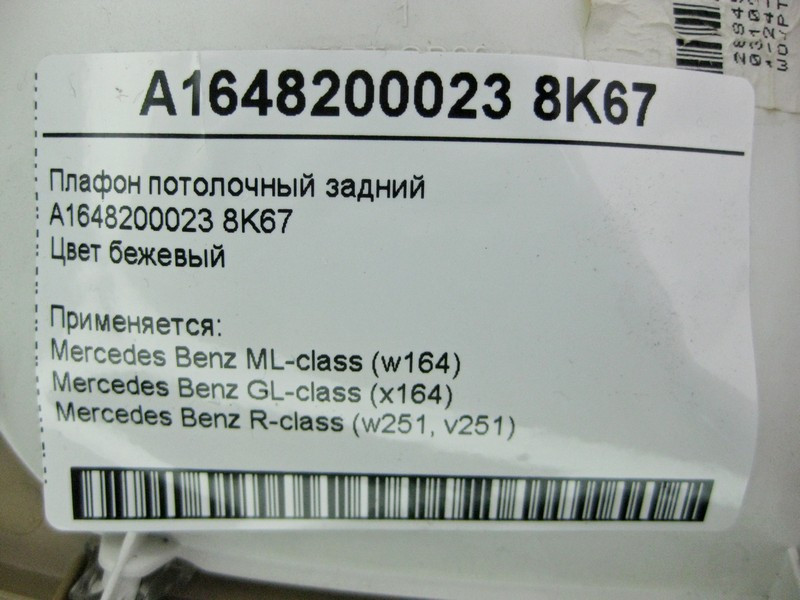 A1648200023 8K67
Плафон потолочный задний
A1648200023 8K67
Цвет бежевый
Применяется:
Mercedes Benz ML-class (w164)
Mercedes Benz GL-class (x164)
Mercedes Benz R-class (w251, v251)